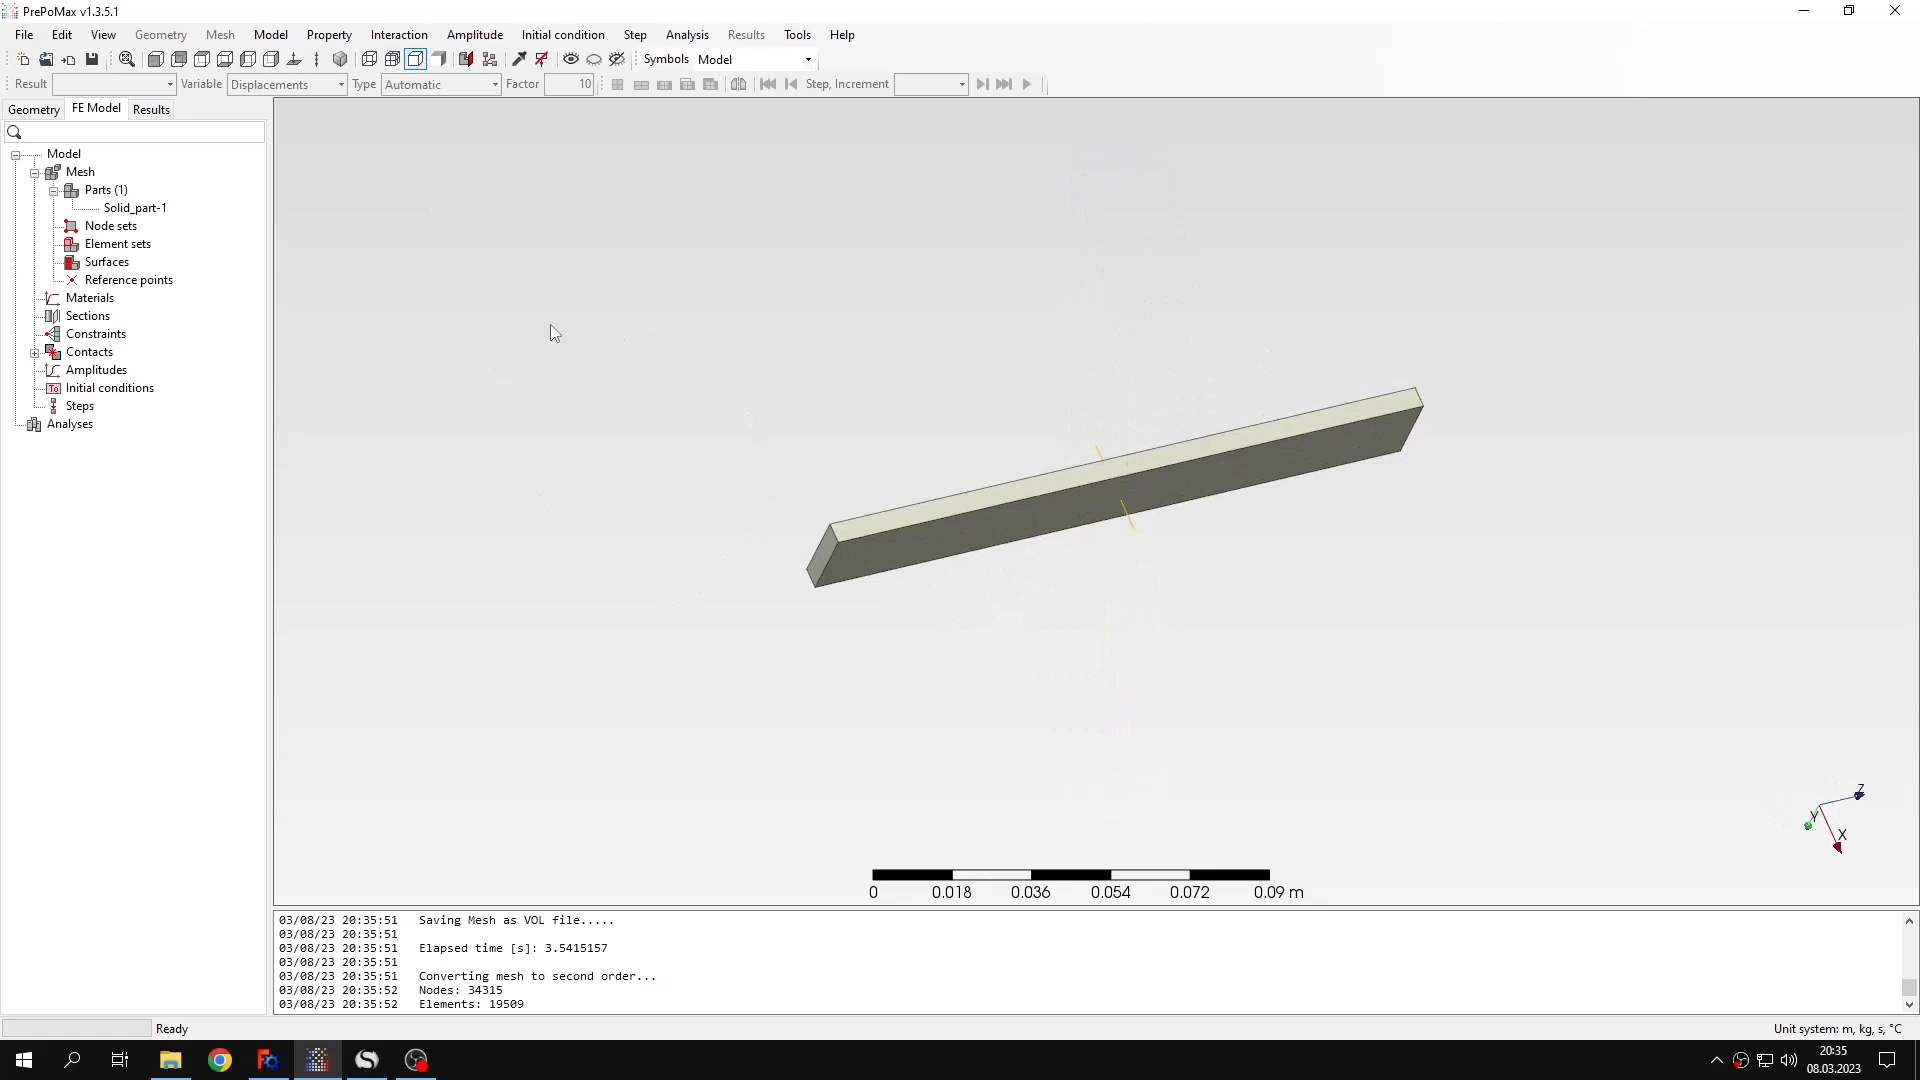 PrePoMax v1.3.5.1
File Edit View Geometry Mesh Model Property Interaction Amplitude Initial condition Step Analysis Results Tools Help
Symbols Model
Result Variable Displacements Type Automatic Factor 10 Step, Increment
Geometry FE Model Results
Model
Mesh
Parts (1)
Solid_part-1
Node sets
Element sets
Surfaces
Reference points
Materials
Sections
Constraints
Contacts
Amplitudes
Initial conditions
Steps
Analyses
Z
Y
X
0 0.018 0.036 0.054 0.072 0.09 m
03/08/23 20:35:51 Saving Mesh as VOL file.....
03/08/23 20:35:51
03/08/23 20:35:51 Elapsed time [s]: 3.5415157
03/08/23 20:35:51
03/08/23 20:35:51 Converting mesh to second order...
03/08/23 20:35:52 Nodes: 34315
03/08/23 20:35:52 Elements: 19509
Ready Unit system: m, kg, s, °C
20:35
08.03.2023